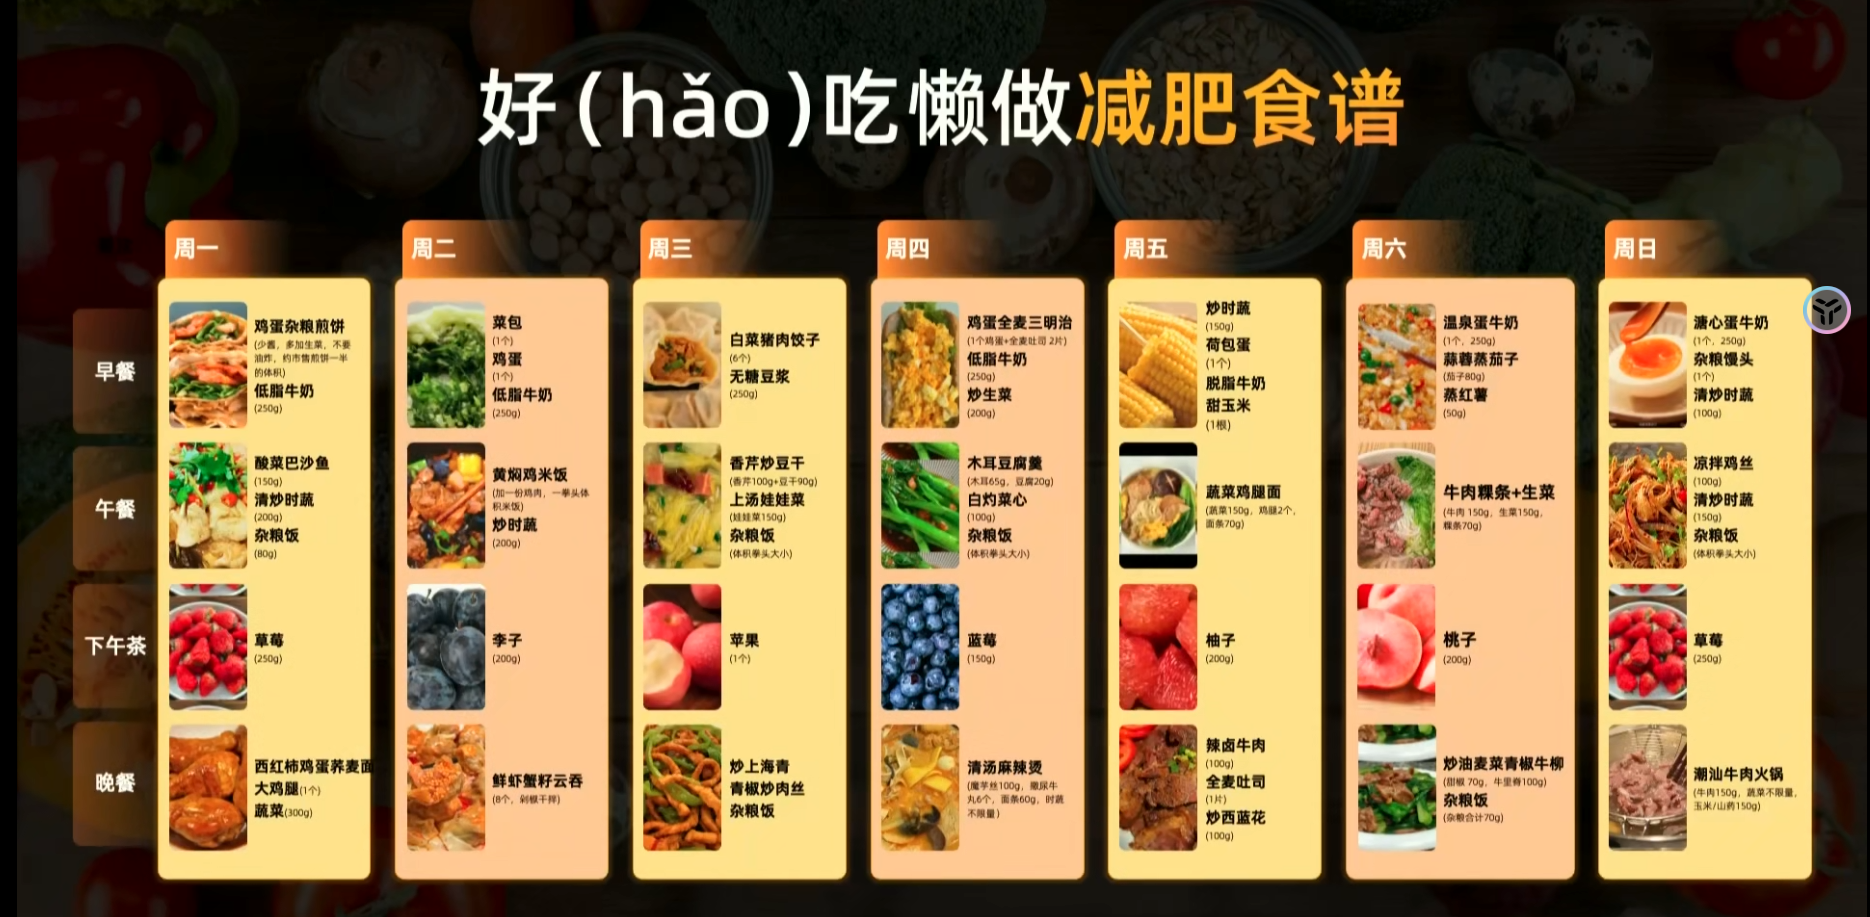 好(hǎo)吃懒做减肥食谱
周一
周二
周三
周四
周五
周六
周日
早餐
鸡蛋杂粮煎饼
(少酱，多加生菜，不要
油炸，约市售煎饼一半
的体积)
低脂牛奶
(250g)
菜包
(1个)
鸡蛋
(1个)
低脂牛奶
(250g)
白菜猪肉饺子
(6个)
无糖豆浆
(250g)
鸡蛋全麦三明治
(1个鸡蛋+全麦吐司 2片)
低脂牛奶
(250g)
炒生菜
(200g)
炒时蔬
(150g)
荷包蛋
(1个)
脱脂牛奶
甜玉米
(1根)
温泉蛋牛奶
(1个，250g)
蒜蓉蒸茄子
(茄子80g)
蒸红薯
(50g)
溏心蛋牛奶
(1个，250g)
杂粮馒头
(1个)
清炒时蔬
(100g)
午餐
酸菜巴沙鱼
(150g)
清炒时蔬
(200g)
杂粮饭
(80g)
黄焖鸡米饭
(加一份鸡肉，一拳头体
积米饭)
炒时蔬
(200g)
香芹炒豆干
(香芹100g+豆干90g)
上汤娃娃菜
(娃娃菜150g)
杂粮饭
(体积拳头大小)
木耳豆腐羹
(木耳65g，豆腐20g)
白灼菜心
(100g)
杂粮饭
(体积拳头大小)
蔬菜鸡腿面
(蔬菜150g，鸡腿2个，
面条70g)
牛肉粿条+生菜
(牛肉 150g，生菜150g，
粿条70g)
凉拌鸡丝
(100g)
清炒时蔬
(150g)
杂粮饭
(体积拳头大小)
下午茶
草莓
(250g)
李子
(200g)
苹果
(1个)
蓝莓
(150g)
柚子
(200g)
桃子
(200g)
草莓
(250g)
晚餐
西红柿鸡蛋荞麦面
大鸡腿(1个)
蔬菜(300g)
鲜虾蟹籽云吞
(8个，剁椒干捞)
炒上海青
青椒炒肉丝
杂粮饭
清汤麻辣烫
(魔芋丝100g，撒尿牛
丸6个，面条60g，时蔬
不限量)
辣卤牛肉
(100g)
全麦吐司
(1片)
炒西蓝花
(100g)
炒油麦菜青椒牛柳
(甜椒 70g，牛里脊100g)
杂粮饭
(杂粮合计70g)
潮汕牛肉火锅
(牛肉150g，蔬菜不限量，
玉米/山药150g)